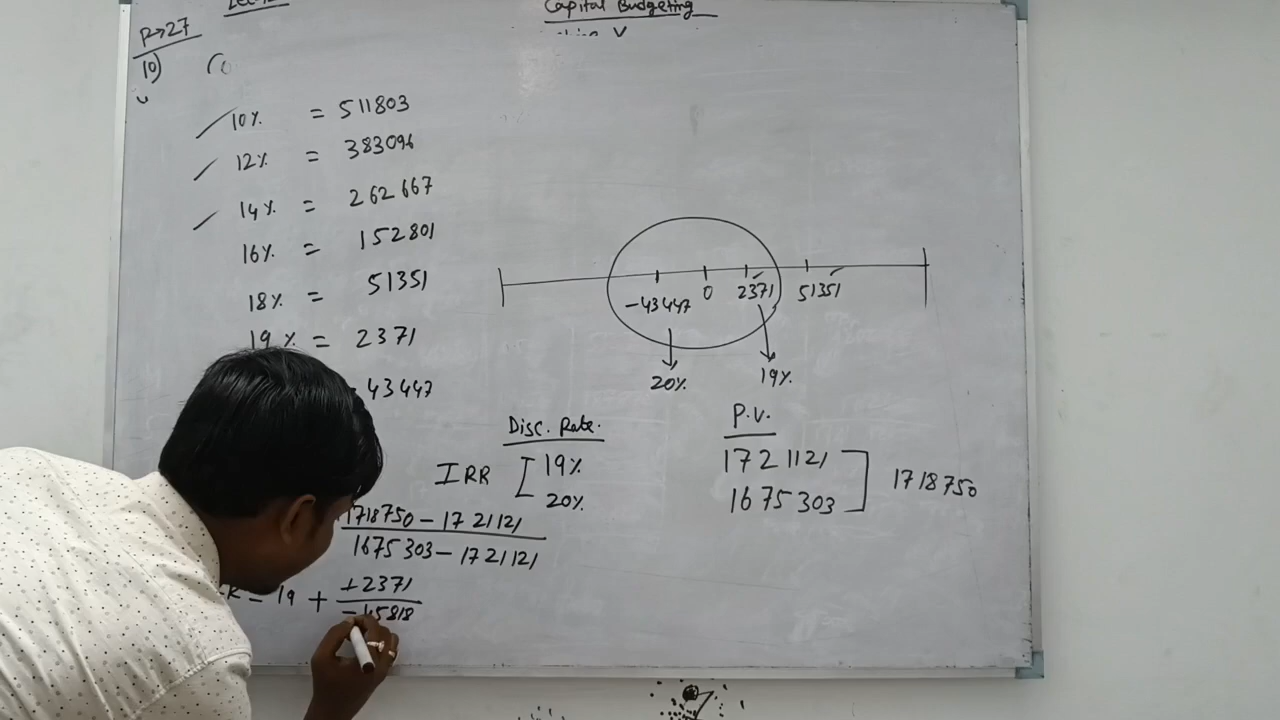 Capital Budgeting
P→27
10)
10% = 511803
12% = 383096
14% = 262667
16% = 152801
18% = 51351
19% = 2371
- 43447
-43447 0 2371 51351
20% 19%
Disc. Rate. P.V.
IRR 19% 1721121 1718750
20% 1675303
1718750 - 1721121
1675303 - 1721121
= 19 + +2371
-45818